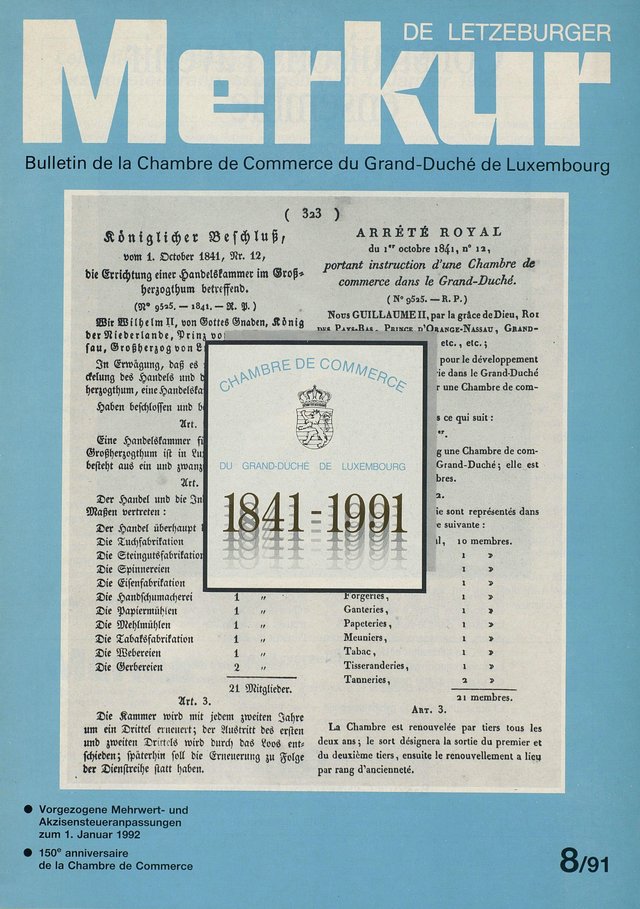 DE LETZEBURGER
Merkur
Bulletin de la Chambre de Commerce du Grand-Duché de Luxembourg
( 323 )
Königlicher Beschluß,
vom 1. October 1841, Nr. 12,
die Errichtung einer Handelskammer im Groß-
herzogthum betreffend.
(N° 9525. — 1841. — R. P.)
Wir Wilhelm II, von Gottes Gnaden, König
der Niederlande, Prinz
sau, Großherzog von
In Erwägung, daß es
ckelung des Handels und d
herzogthum, eine Handelska
Haben beschlossen und b
Art.
Eine Handelskammer fü
Großherzogthum ist in
besteht aus ein und zwanz
Art.
Der Handel und die In
Maßen vertreten :
Der Handel überhaupt
Die Tuchfabrikation
Die Steingutsfabrikation
Die Spinnereien
Die Eisenfabrikation
Die Handschumacherei 1 „
Die Papiermühlen 1 „
Die Mehlmühlen 1 „
Die Tabaksfabrikation 1 „
Die Webereien 1 „
Die Gerbereien 2 „
21 Mitglieder.
Art. 3.
Die Kammer wird mit jedem zweiten Jahre
um ein Drittel erneuert; der Austritt des ersten
und zweiten Drittels wird durch das Loos ent-
schieden; späterhin soll die Erneuerung zu Folge
der Dienstreihe statt haben.
ARRÊTÉ ROYAL
du 1er octobre 1841, n° 12,
portant instruction d'une Chambre de
commerce dans le Grand-Duché.
(N° 9525. — R. P.)
Nous GUILLAUME II, par la grâce de Dieu, Roi
des Pays-Bas, Prince d'Orange-Nassau, Grand-
etc., etc.;
pour le développement
rie dans le Grand-Duché
r une Chambre de com-
s ce qui suit :
er.
g une Chambre de com-
Grand-Duché; elle est
bres.
2.
ie sont représentés dans
e suivante :
l, 10 membres.
1 »
1 »
1 »
Forgeries, 1 »
Ganteries, 1 »
Papeteries, 1 »
Meuniers, 1 »
Tabac, 1 »
Tisseranderies, 1 »
Tanneries, 2 »
21 membres.
Art. 3.
La Chambre est renouvelée par tiers tous les
deux ans; le sort désignera la sortie du premier et
du deuxième tiers, ensuite le renouvellement a lieu
par rang d'ancienneté.
CHAMBRE DE COMMERCE
DU GRAND-DUCHÉ DE LUXEMBOURG
1841-1991
● Vorgezogene Mehrwert- und
Akzisensteueranpassungen
zum 1. Januar 1992
● 150e anniversaire
de la Chambre de Commerce
8/91